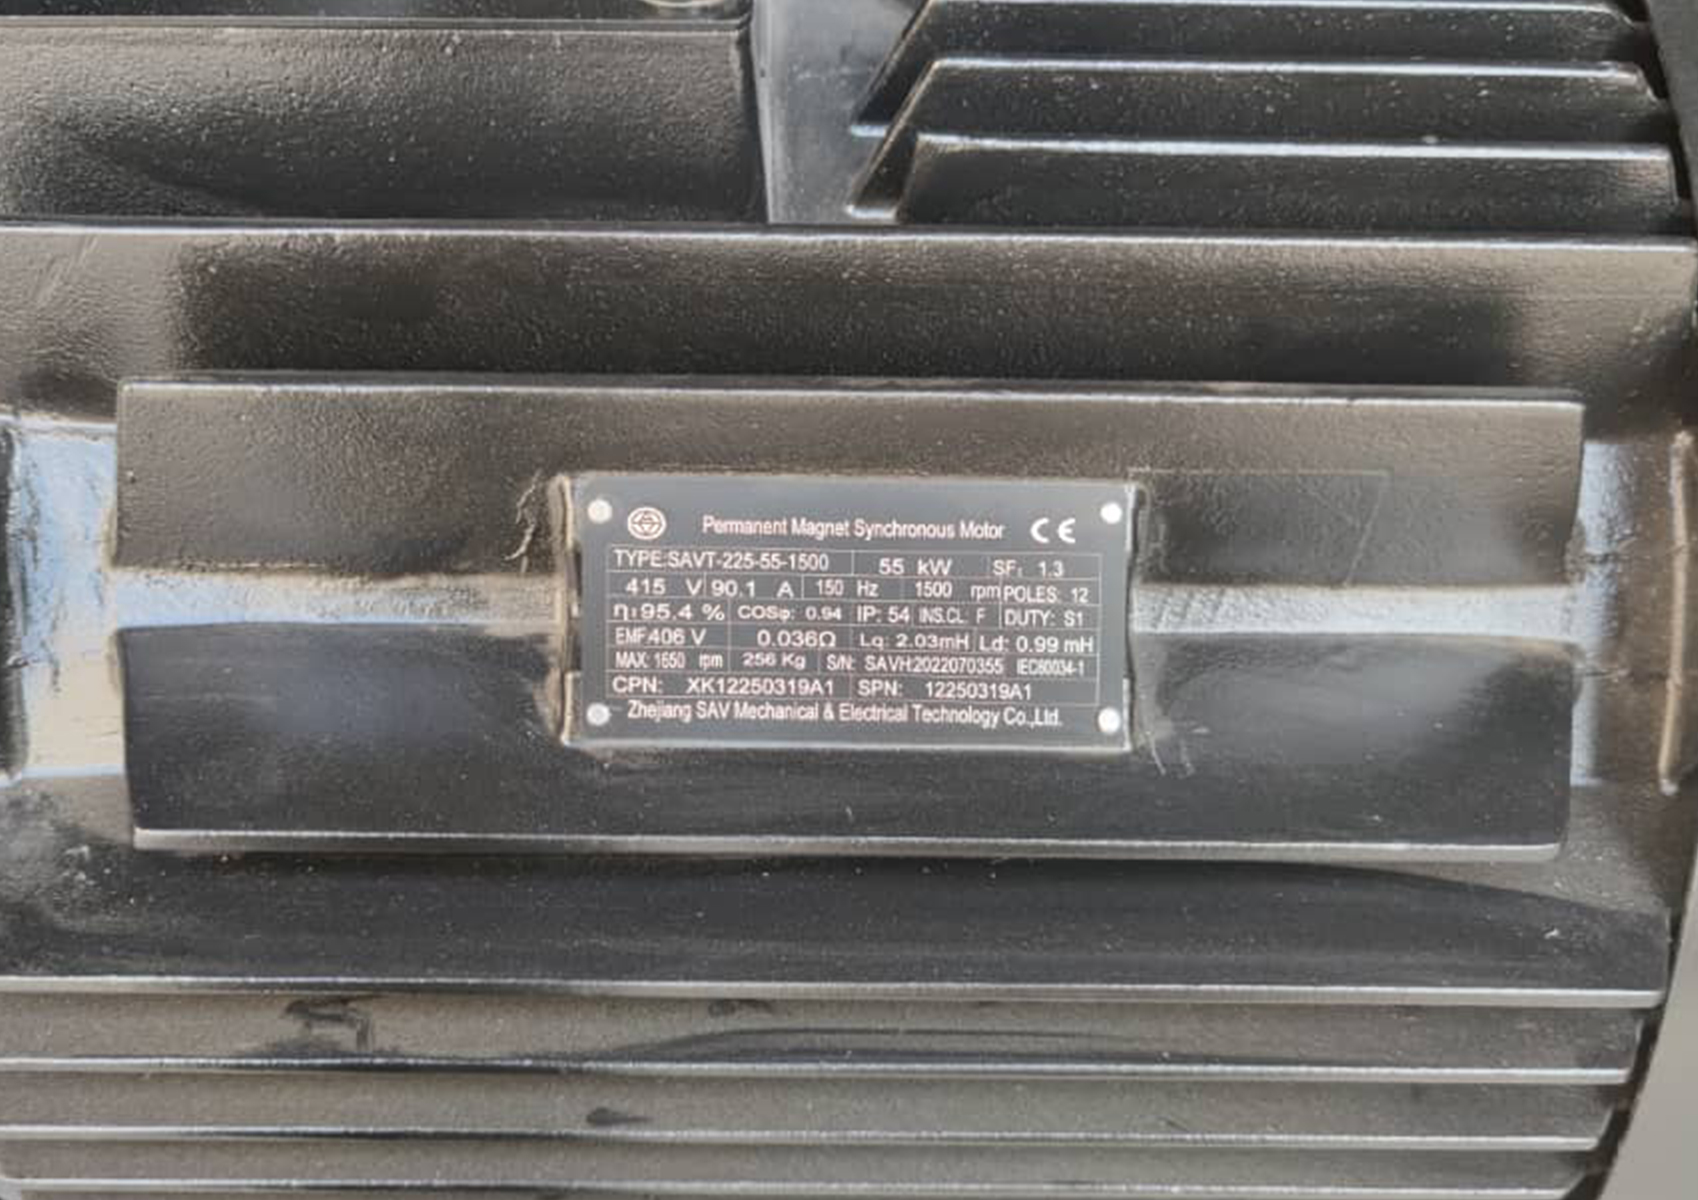 Permanent Magnet Synchronous Motor CE
TYPE:SAVT-225-55-1500 55 kW SF: 1.3
415 V 90.1 A 150 Hz 1500 rpm POLES: 12
η:95.4 % COSφ: 0.94 IP: 54 INS.CL F DUTY: S1
EMF:406 V 0.036Ω Lq: 2.03mH Ld: 0.99 mH
MAX: 1650 rpm 256 Kg S/N: SAVH2022070355 IEC60034-1
CPN: XK12250319A1 SPN: 12250319A1
Zhejiang SAV Mechanical & Electrical Technology Co.,Ltd.